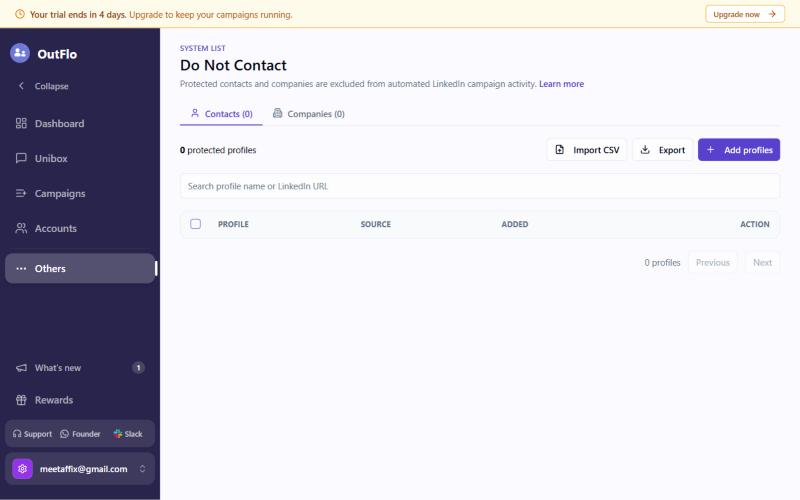 Your trial ends in 4 days. Upgrade to keep your campaigns running.
Upgrade now
OutFlo
Collapse
Dashboard
Unibox
Campaigns
Accounts
Others
What's new 1
Rewards
Support Founder Slack
meetaffix@gmail.com
SYSTEM LIST
Do Not Contact
Protected contacts and companies are excluded from automated LinkedIn campaign activity. Learn more
Contacts (0) Companies (0)
0 protected profiles
Import CSV Export + Add profiles
Search profile name or LinkedIn URL
PROFILE SOURCE ADDED ACTION
0 profiles Previous Next